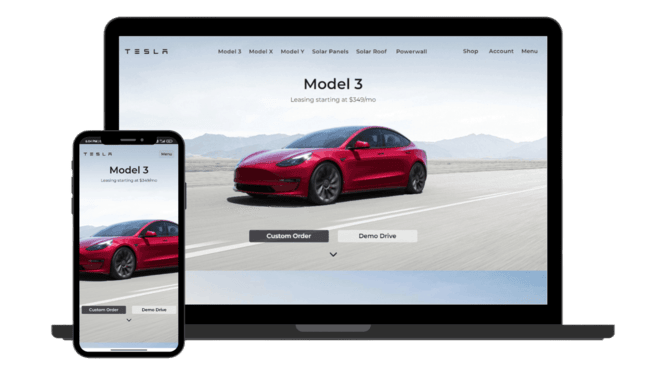 TESLA
Model 3 Model X Model Y Solar Panels Solar Roof Powerwall
Shop Account Menu
Model 3
Leasing starting at $349/mo
Custom Order
Demo Drive
TESLA
Menu
Model 3
Leasing starting at $349/mo
Custom Order
Demo Drive